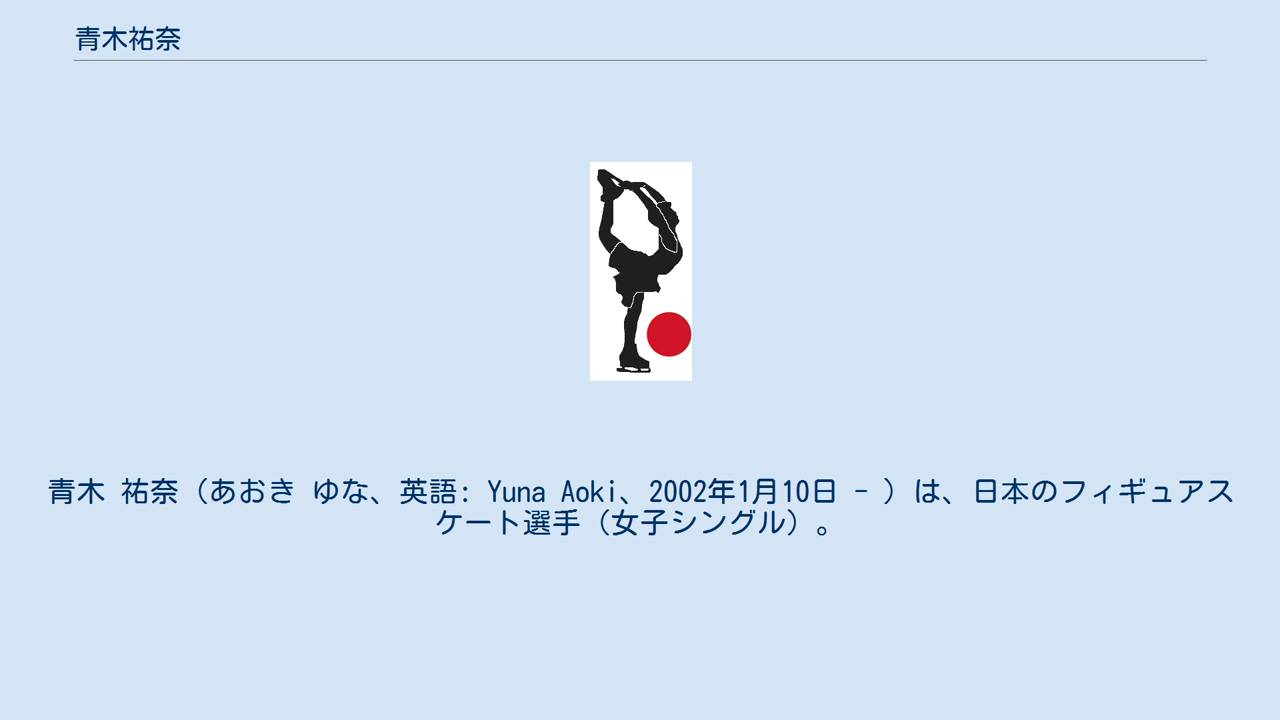 青木祐奈
青木 祐奈（あおき ゆな、英語: Yuna Aoki、2002年1月10日 - ）は、日本のフィギュアス
ケート選手（女子シングル）。